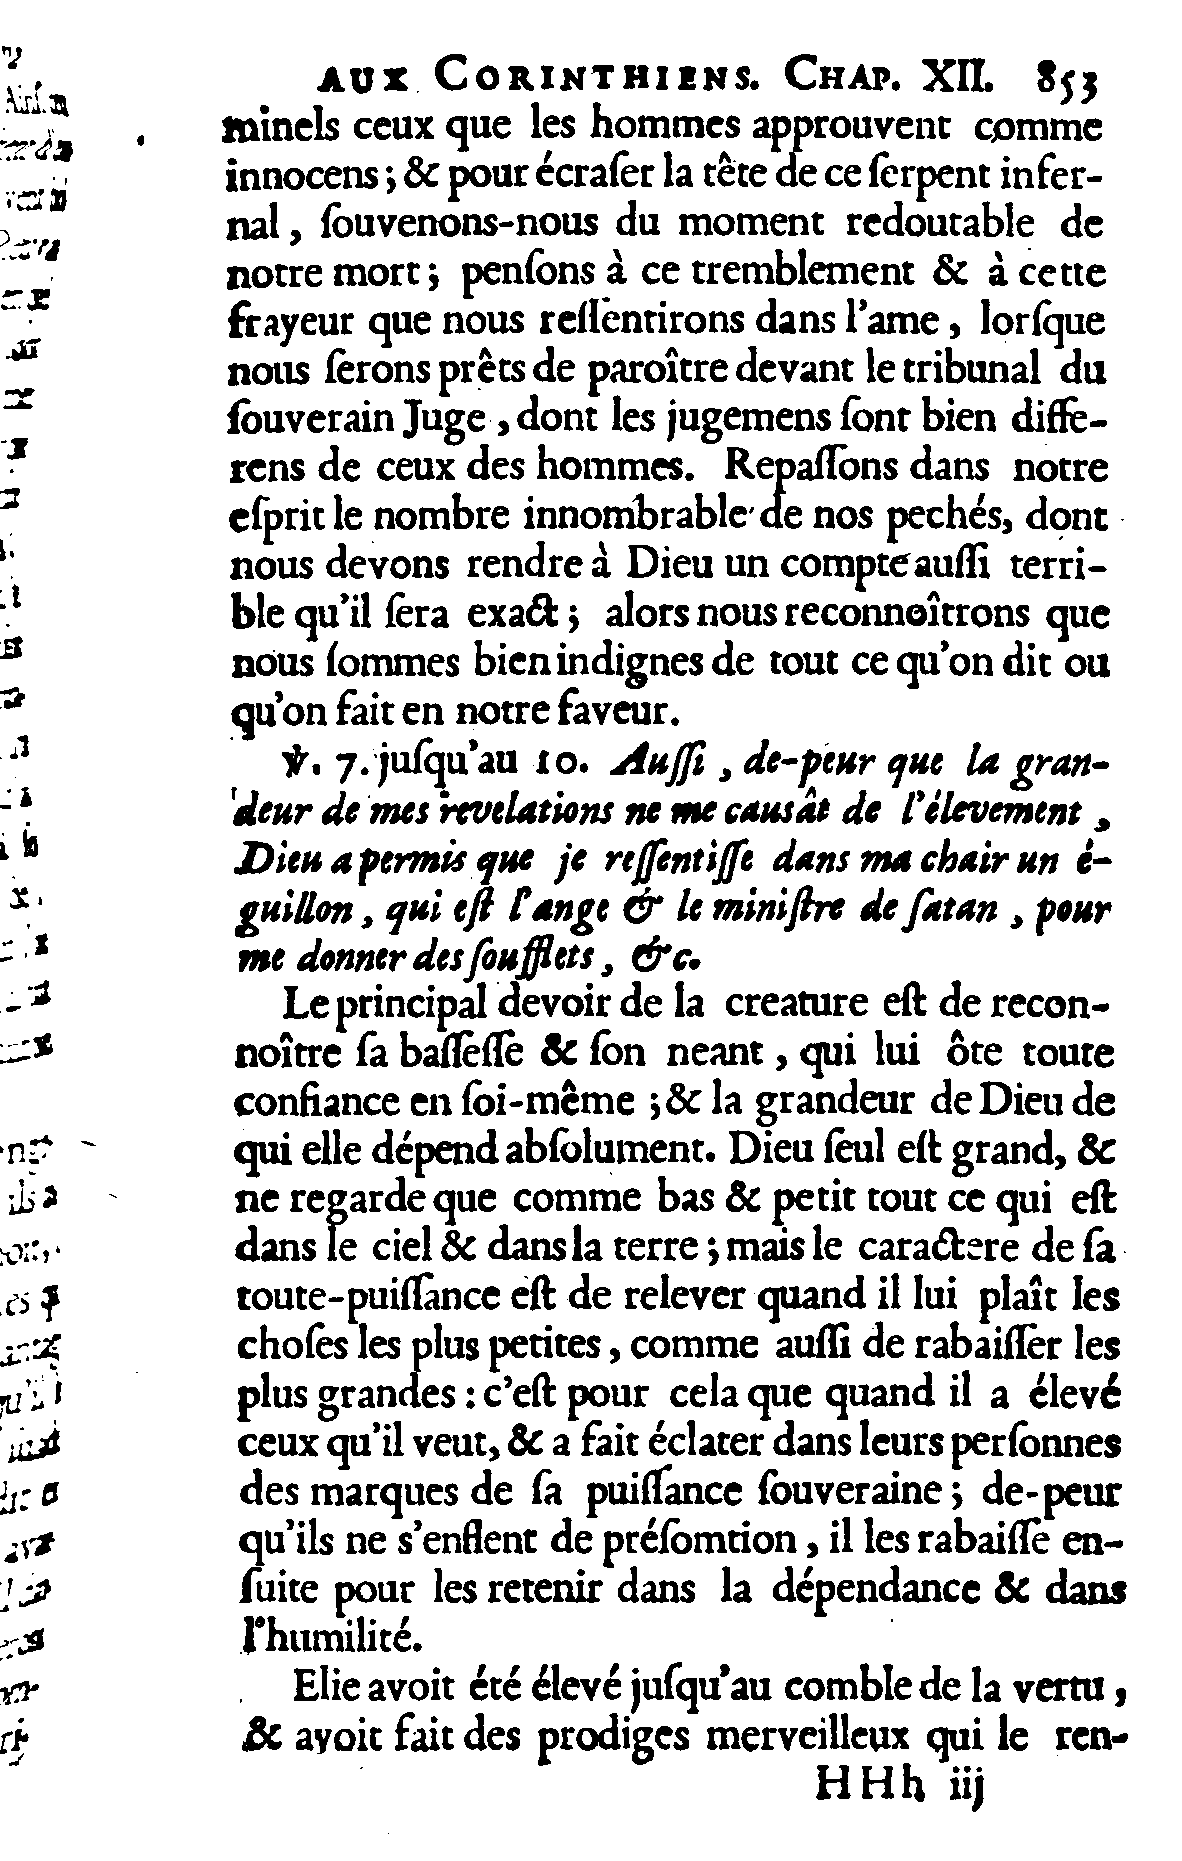 AUX CORINTHIENS. CHAP. XII. 853
minels ceux que les hommes approuvent comme
innocens ; & pour écraſer la tête de ce ſerpent infer-
nal, ſouvenons-nous du moment redoutable de
notre mort ; penſons à ce tremblement & à cette
frayeur que nous reſſentirons dans l'ame, lorſque
nous ſerons prêts de paroître devant le tribunal du
ſouverain Juge, dont les jugemens ſont bien diffe-
rens de ceux des hommes. Repaſſons dans notre
eſprit le nombre innombrable de nos pechés, dont
nous devons rendre à Dieu un compte auſſi terri-
ble qu'il ſera exact ; alors nous reconnoîtrons que
nous ſommes bien indignes de tout ce qu'on dit ou
qu'on fait en notre faveur.
℣. 7. juſqu'au 10. Auſſi, de-peur que la gran-
deur de mes revelations ne me causât de l'élevement,
Dieu a permis que je reſſentiſſe dans ma chair un é-
guillon, qui eſt l'ange & le miniſtre de ſatan, pour
me donner des ſoufflets, &c.
Le principal devoir de la creature eſt de recon-
noître ſa baſſeſſe & ſon neant, qui lui ôte toute
confiance en ſoi-même ; & la grandeur de Dieu de
qui elle dépend abſolument. Dieu ſeul eſt grand, &
ne regarde que comme bas & petit tout ce qui eſt
dans le ciel & dans la terre ; mais le caractere de ſa
toute-puiſſance eſt de relever quand il lui plaît les
choſes les plus petites, comme auſſi de rabaiſſer les
plus grandes : c'eſt pour cela que quand il a élevé
ceux qu'il veut, & a fait éclater dans leurs perſonnes
des marques de ſa puiſſance ſouveraine ; de-peur
qu'ils ne s'enflent de préſomtion, il les rabaiſſe en-
ſuite pour les retenir dans la dépendance & dans
l'humilité.
Elie avoit été élevé juſqu'au comble de la vertu,
& avoit fait des prodiges merveilleux qui le ren-
HHh iij